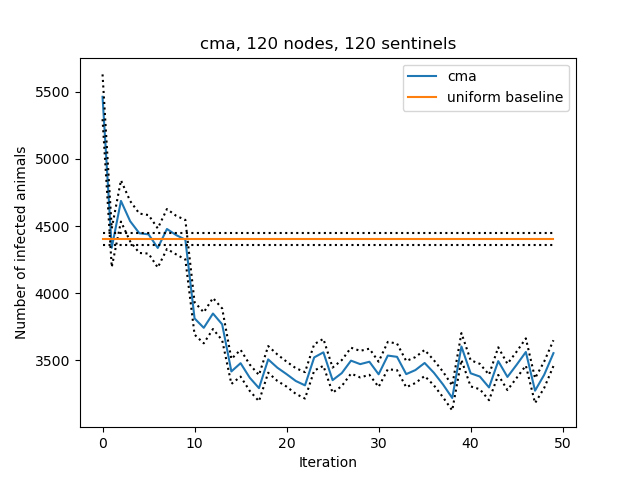 cma, 120 nodes, 120 sentinels
cma
uniform baseline
Number of infected animals
5500
5000
4500
4000
3500
0 10 20 30 40 50
Iteration